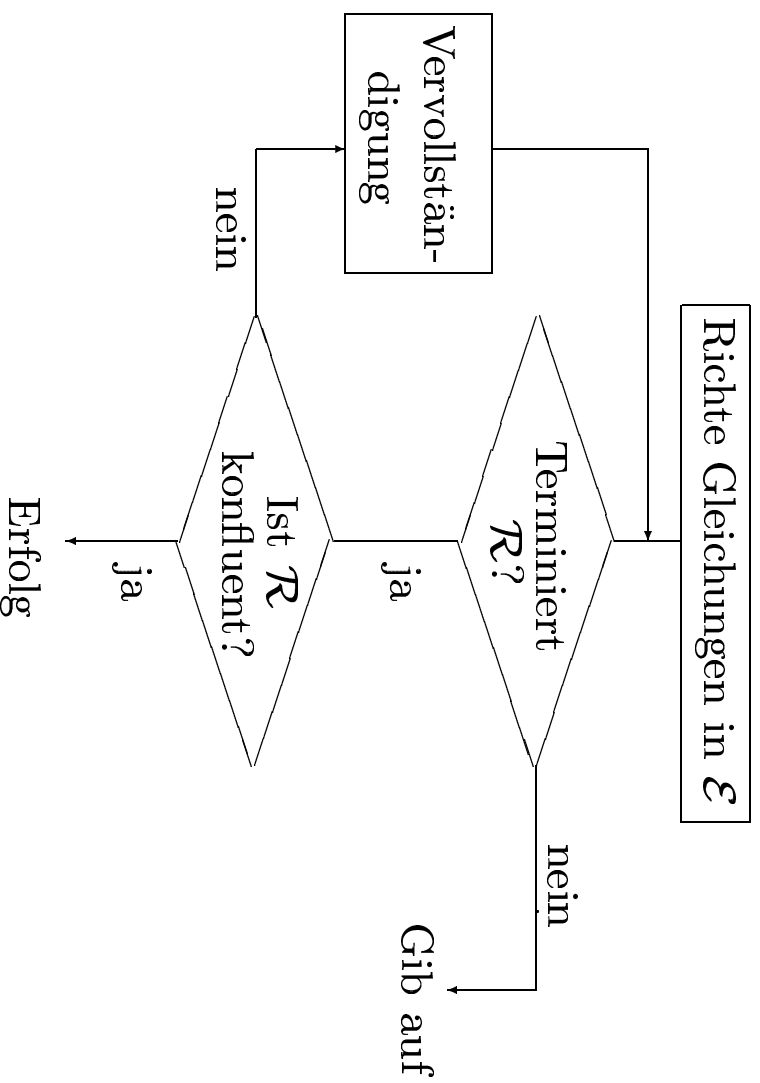 Richte Gleichungen in ℰ
Terminiert
ℛ?
nein
Gib auf
ja
Vervollstän-
digung
Ist ℛ
konfluent?
nein
ja
Erfolg